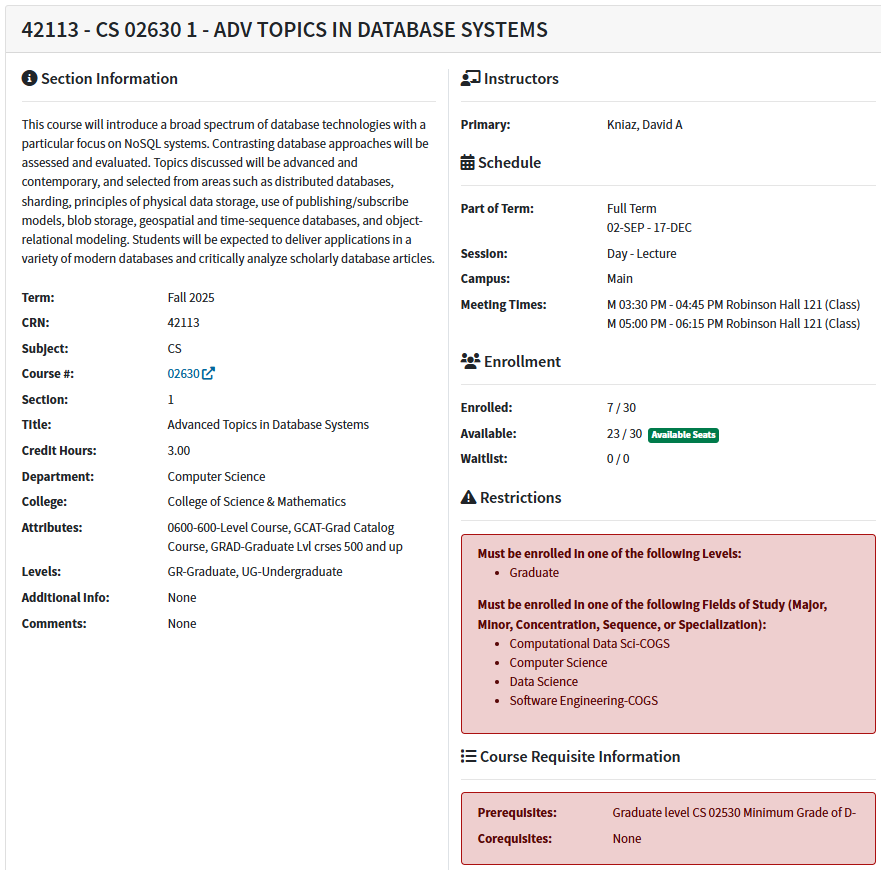 42113 - CS 02630 1 - ADV TOPICS IN DATABASE SYSTEMS
Section Information
This course will introduce a broad spectrum of database technologies with a
particular focus on NoSQL systems. Contrasting database approaches will be
assessed and evaluated. Topics discussed will be advanced and
contemporary, and selected from areas such as distributed databases,
sharding, principles of physical data storage, use of publishing/subscribe
models, blob storage, geospatial and time-sequence databases, and object-
relational modeling. Students will be expected to deliver applications in a
variety of modern databases and critically analyze scholarly database articles.
Term: Fall 2025
CRN: 42113
Subject: CS
Course #: 02630
Section: 1
Title: Advanced Topics in Database Systems
Credit Hours: 3.00
Department: Computer Science
College: College of Science & Mathematics
Attributes: 0600-600-Level Course, GCAT-Grad Catalog
Course, GRAD-Graduate Lvl crses 500 and up
Levels: GR-Graduate, UG-Undergraduate
Additional Info: None
Comments: None
Instructors
Primary: Kniaz, David A
Schedule
Part of Term: Full Term
02-SEP - 17-DEC
Session: Day - Lecture
Campus: Main
Meeting Times: M 03:30 PM - 04:45 PM Robinson Hall 121 (Class)
M 05:00 PM - 06:15 PM Robinson Hall 121 (Class)
Enrollment
Enrolled: 7 / 30
Available: 23 / 30 Available Seats
Waitlist: 0 / 0
Restrictions
Must be enrolled in one of the following Levels:
• Graduate
Must be enrolled in one of the following Fields of Study (Major,
Minor, Concentration, Sequence, or Specialization):
• Computational Data Sci-COGS
• Computer Science
• Data Science
• Software Engineering-COGS
Course Requisite Information
Prerequisites: Graduate level CS 02530 Minimum Grade of D-
Corequisites: None